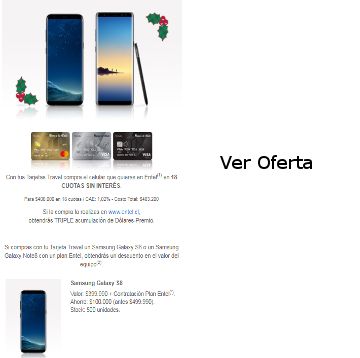 Con tus Tarjetas Travel compra el celular que quieras en Entel(1) en 18
CUOTAS SIN INTERÉS.
Para $400.000 en 18 cuotas / CAE: 1,02% - Costo Total: $403.200
Si la compra la realizas en www.entel.cl,
obtendrás TRIPLE acumulación de Dólares-Premio.
Si compras con tu Tarjeta Travel un Samsung Galaxy S8 o un Samsung
Galaxy Note8 con un plan Entel, obtendrás un descuento en el valor del
equipo(2).
Samsung Galaxy S8
Valor: $399.990 + Contratación Plan Entel(3).
Ahorro: $100.000 (antes $499.990)
Stock: 500 unidades.
Ver Oferta